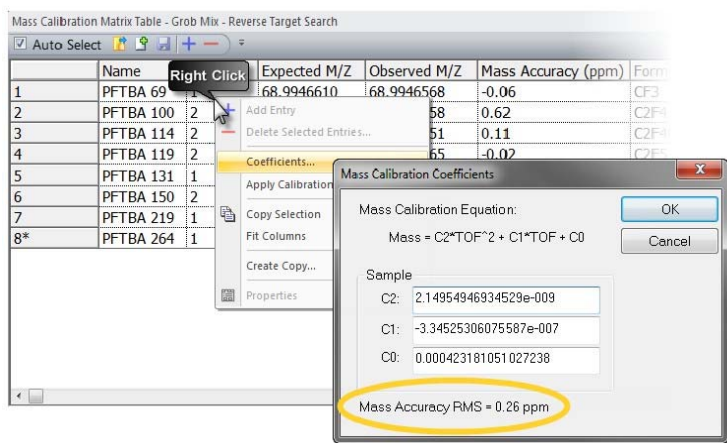 Mass Calibration Matrix Table - Grob Mix - Reverse Target Search
Auto Select
Name Expected M/Z Observed M/Z Mass Accuracy (ppm) Form
Right Click
1 PFTBA 69 1 68.9946610 68.9946568 -0.06 CF3
2 PFTBA 100 2 58 0.62 C2F4
3 PFTBA 114 2 51 0.11 C2F4
4 PFTBA 119 2 65 -0.02 C2F5
5 PFTBA 131 1
6 PFTBA 150 2
7 PFTBA 219 1
8* PFTBA 264 1
Add Entry
Delete Selected Entries...
Coefficients...
Apply Calibration
Copy Selection
Fit Columns
Create Copy...
Properties
Mass Calibration Coefficients
Mass Calibration Equation:
Mass = C2*TOF^2 + C1*TOF + C0
OK
Cancel
Sample
C2: 2.14954946934529e-009
C1: -3.34525306075587e-007
C0: 0.000423181051027238
Mass Accuracy RMS = 0.26 ppm